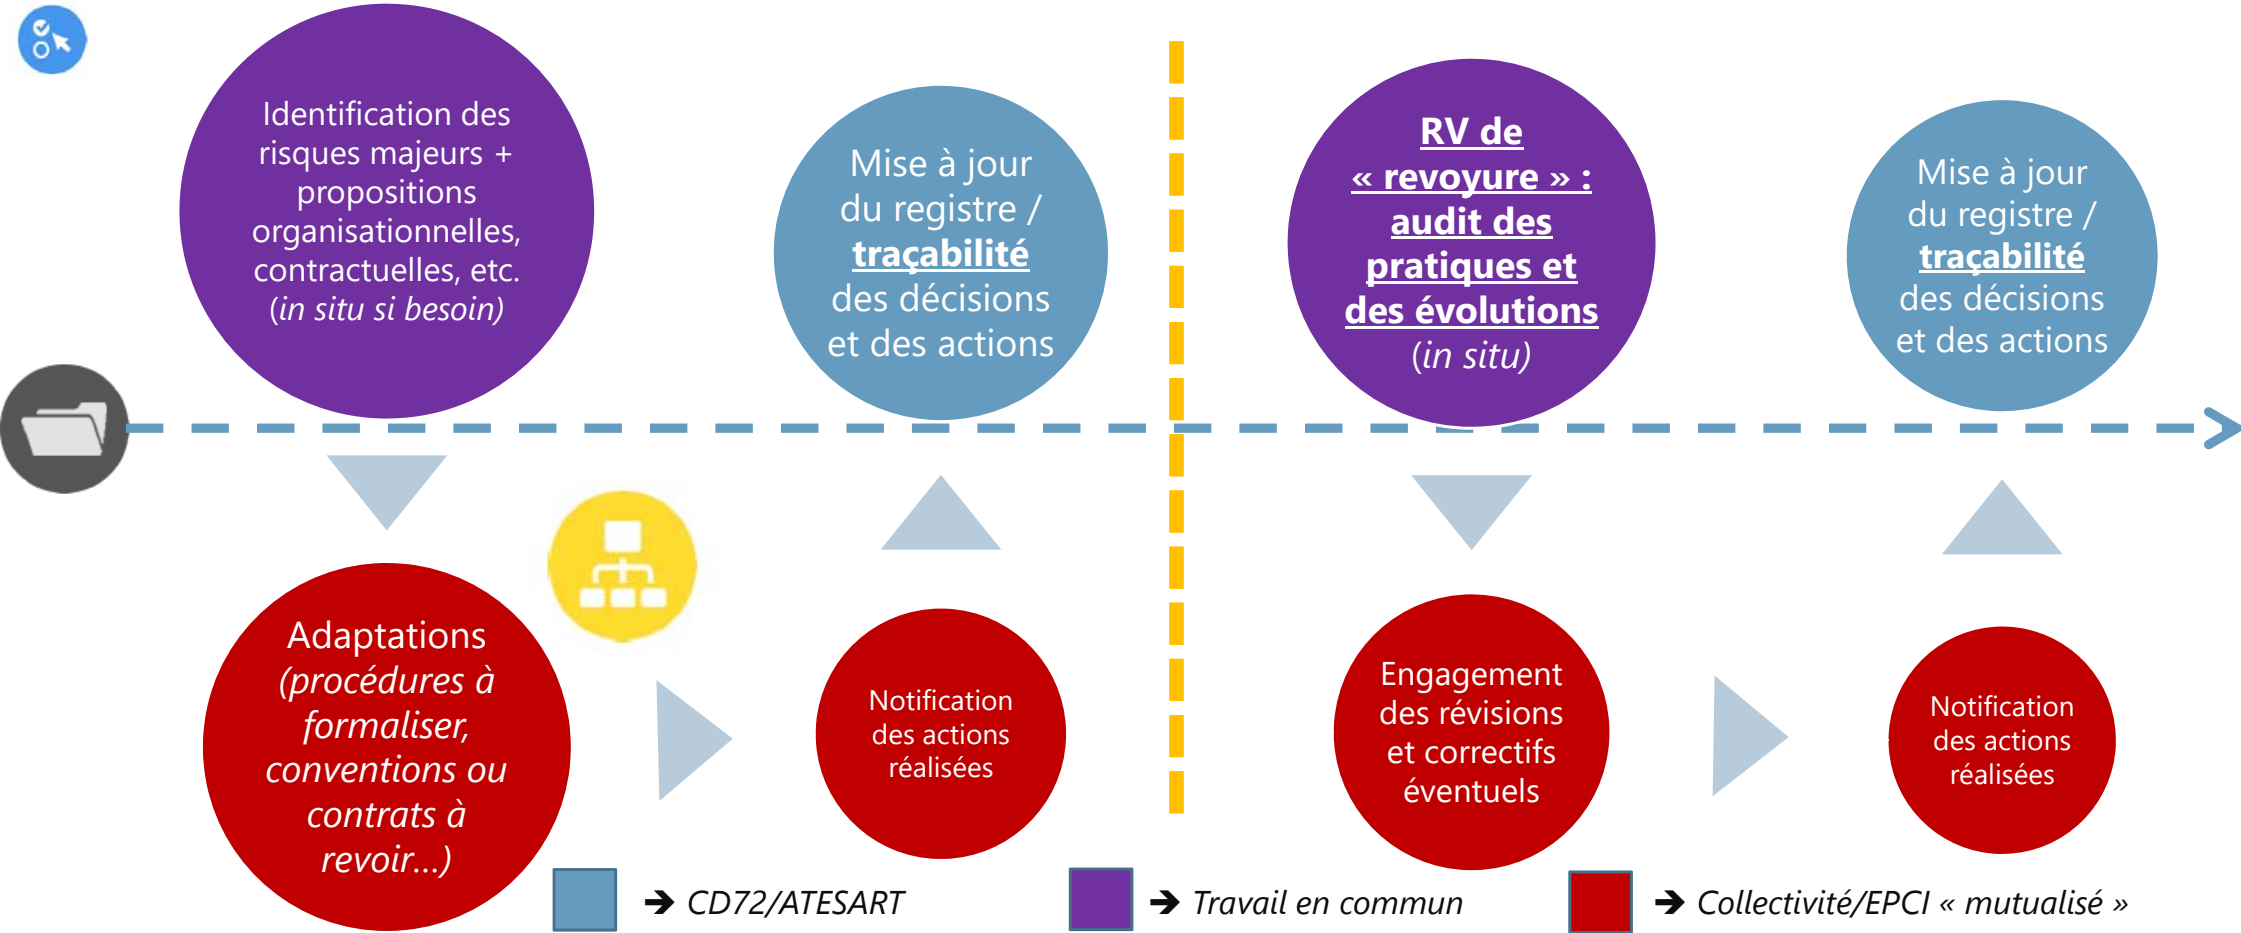 Identification des
risques majeurs +
propositions
organisationnelles,
contractuelles, etc.
(in situ si besoin)
Mise à jour
du registre /
traçabilité
des décisions
et des actions
RV de
« revoyure » :
audit des
pratiques et
des évolutions
(in situ)
Mise à jour
du registre /
traçabilité
des décisions
et des actions
Adaptations
(procédures à
formaliser,
conventions ou
contrats à
revoir...)
Notification
des actions
réalisées
Engagement
des révisions
et correctifs
éventuels
Notification
des actions
réalisées
➔ CD72/ATESART
➔ Travail en commun
➔ Collectivité/EPCI « mutualisé »